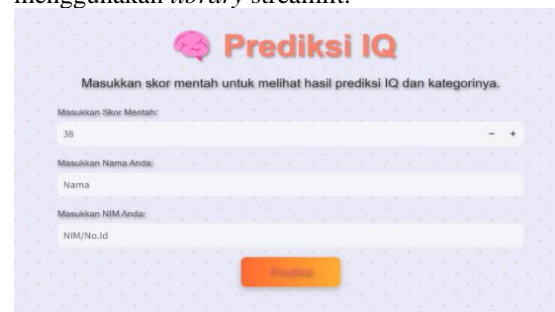 menggunakan library streamlit.
Prediksi IQ
Masukkan skor mentah untuk melihat hasil prediksi IQ dan kategorinya.
Masukkan Skor Mentah:
38 - +
Masukkan Nama Anda:
Nama
Masukkan NIM Anda:
NIM/No.Id
Prediksi